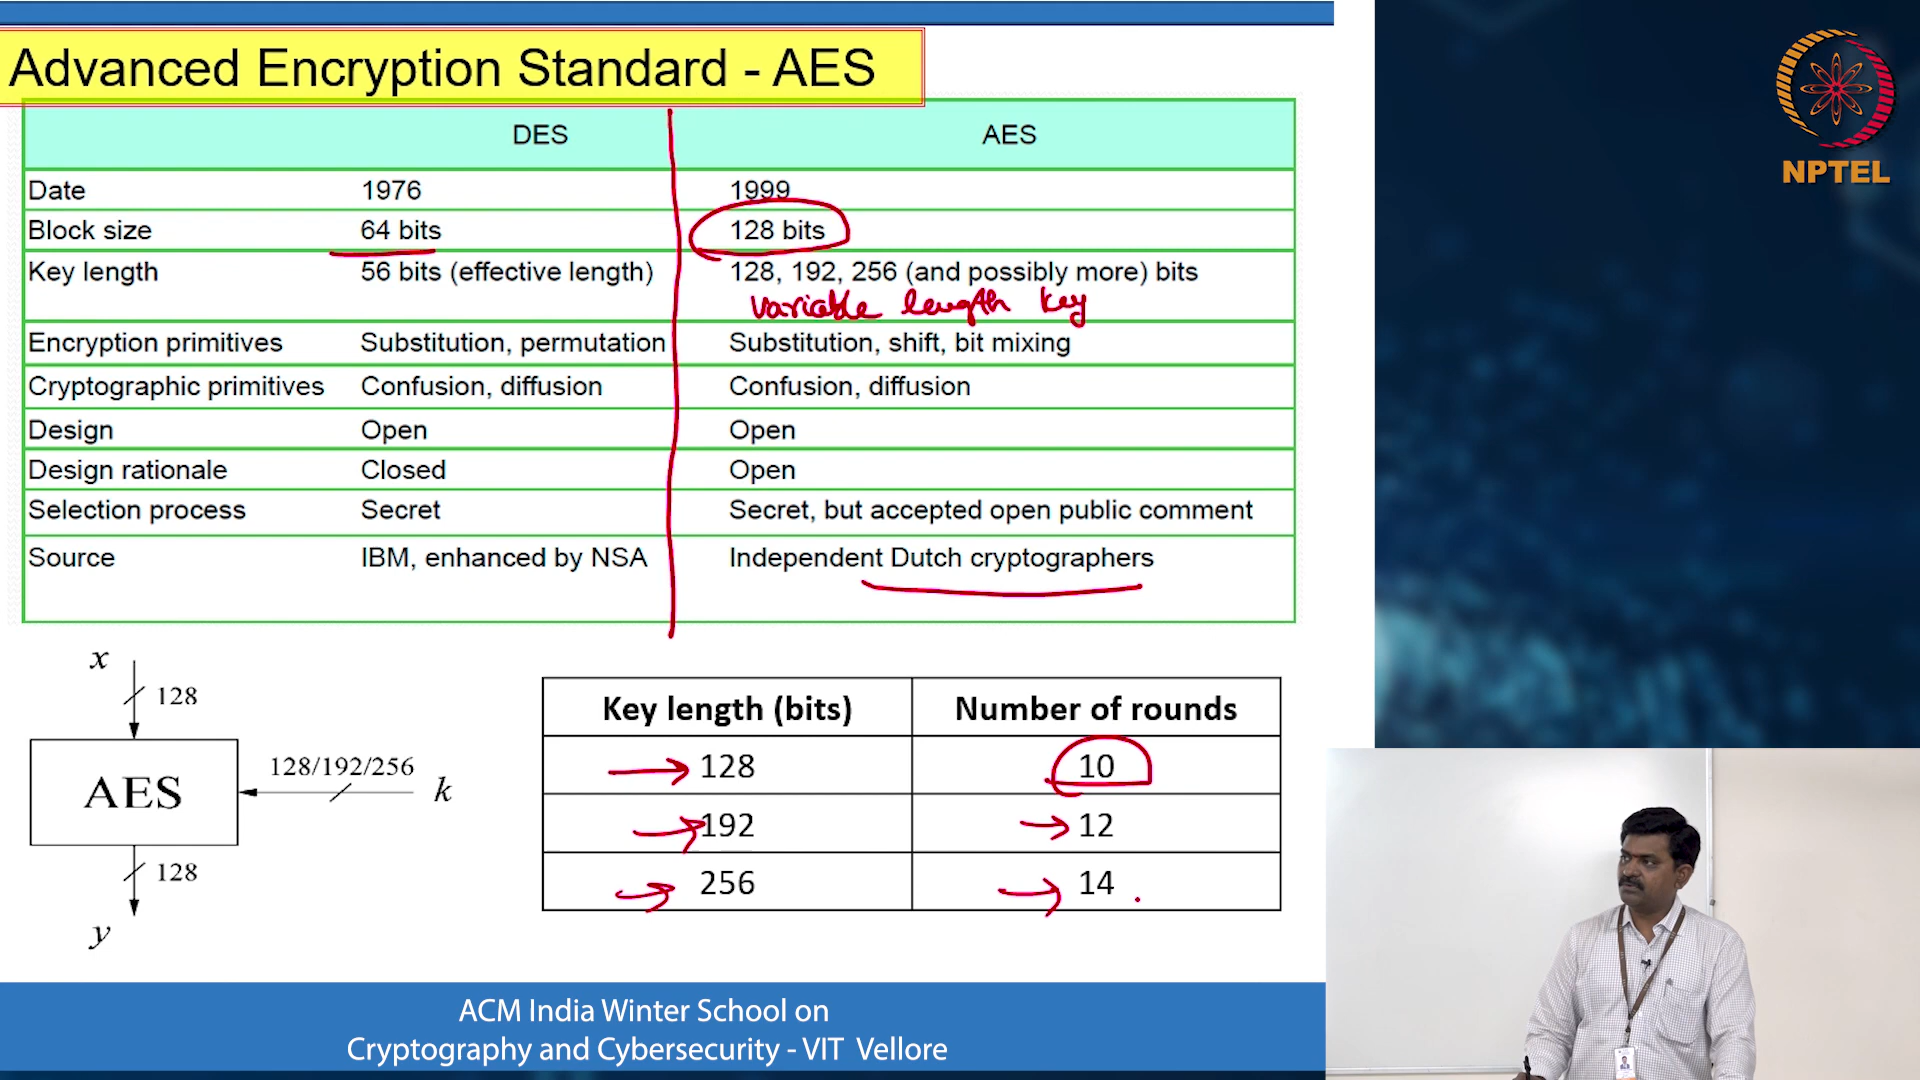 Advanced Encryption Standard - AES
NPTEL
DES AES
Date 1976 1999
Block size 64 bits 128 bits
Key length 56 bits (effective length) 128, 192, 256 (and possibly more) bits
variable length key
Encryption primitives Substitution, permutation Substitution, shift, bit mixing
Cryptographic primitives Confusion, diffusion Confusion, diffusion
Design Open Open
Design rationale Closed Open
Selection process Secret Secret, but accepted open public comment
Source IBM, enhanced by NSA Independent Dutch cryptographers
x
128
AES
128/192/256 k
128
y
Key length (bits) Number of rounds
128 10
192 12
256 14
ACM India Winter School on
Cryptography and Cybersecurity - VIT Vellore